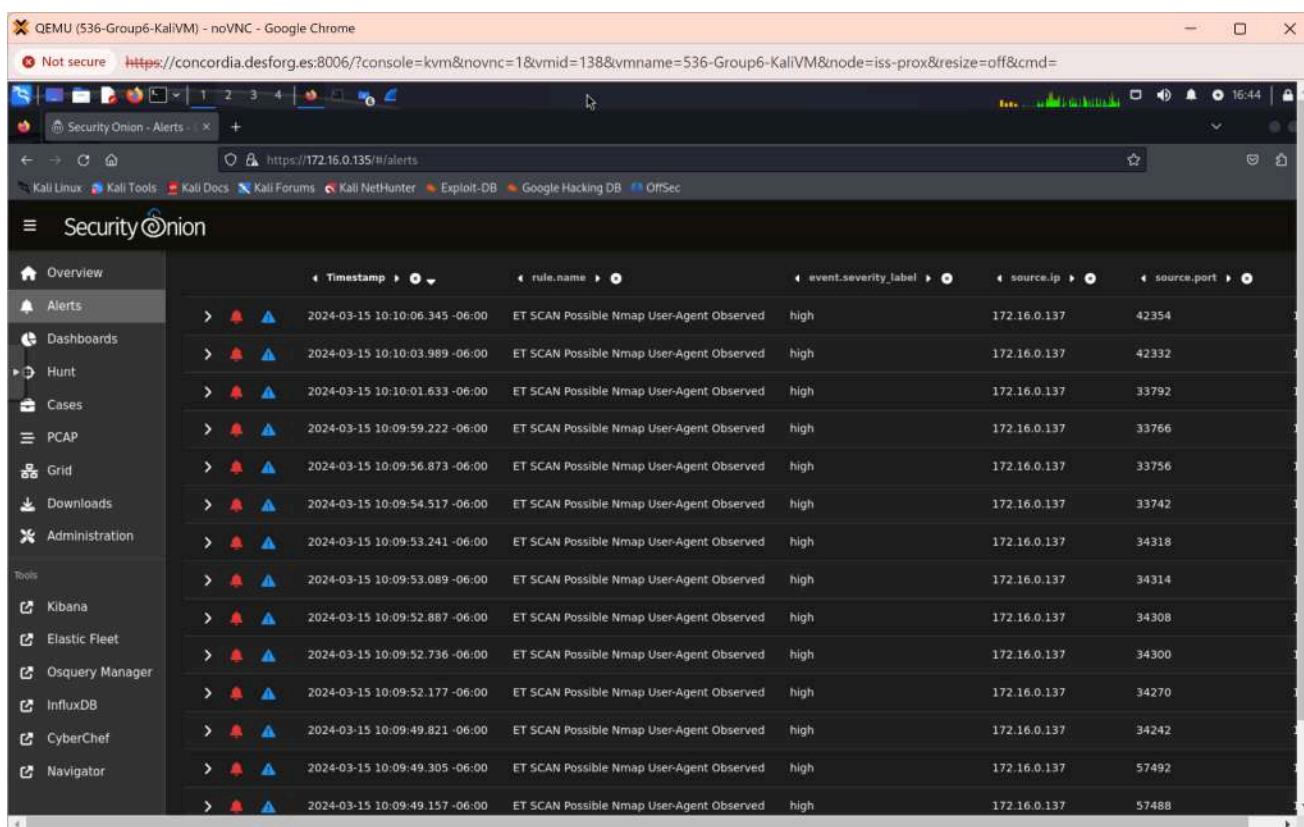 QEMU (536-Group6-KaliVM) - noVNC - Google Chrome
Not secure https://concordia.desforg.es:8006/?console=kvm&novnc=1&vmid=138&vmname=536-Group6-KaliVM&node=iss-prox&resize=off&cmd=
1 2 3 4 16:44
Security Onion - Alerts -
https://172.16.0.135/#/alerts
Kali Linux Kali Tools Kali Docs Kali Forums Kali NetHunter Exploit-DB Google Hacking DB OffSec
Security Onion
Overview
Alerts
Dashboards
Hunt
Cases
PCAP
Grid
Downloads
Administration
Tools
Kibana
Elastic Fleet
Osquery Manager
InfluxDB
CyberChef
Navigator
Timestamp rule.name event.severity_label source.ip source.port
2024-03-15 10:10:06.345 -06:00 ET SCAN Possible Nmap User-Agent Observed high 172.16.0.137 42354
2024-03-15 10:10:03.989 -06:00 ET SCAN Possible Nmap User-Agent Observed high 172.16.0.137 42332
2024-03-15 10:10:01.633 -06:00 ET SCAN Possible Nmap User-Agent Observed high 172.16.0.137 33792
2024-03-15 10:09:59.222 -06:00 ET SCAN Possible Nmap User-Agent Observed high 172.16.0.137 33766
2024-03-15 10:09:56.873 -06:00 ET SCAN Possible Nmap User-Agent Observed high 172.16.0.137 33756
2024-03-15 10:09:54.517 -06:00 ET SCAN Possible Nmap User-Agent Observed high 172.16.0.137 33742
2024-03-15 10:09:53.241 -06:00 ET SCAN Possible Nmap User-Agent Observed high 172.16.0.137 34318
2024-03-15 10:09:53.089 -06:00 ET SCAN Possible Nmap User-Agent Observed high 172.16.0.137 34314
2024-03-15 10:09:52.887 -06:00 ET SCAN Possible Nmap User-Agent Observed high 172.16.0.137 34308
2024-03-15 10:09:52.736 -06:00 ET SCAN Possible Nmap User-Agent Observed high 172.16.0.137 34300
2024-03-15 10:09:52.177 -06:00 ET SCAN Possible Nmap User-Agent Observed high 172.16.0.137 34270
2024-03-15 10:09:49.821 -06:00 ET SCAN Possible Nmap User-Agent Observed high 172.16.0.137 34242
2024-03-15 10:09:49.305 -06:00 ET SCAN Possible Nmap User-Agent Observed high 172.16.0.137 57492
2024-03-15 10:09:49.157 -06:00 ET SCAN Possible Nmap User-Agent Observed high 172.16.0.137 57488